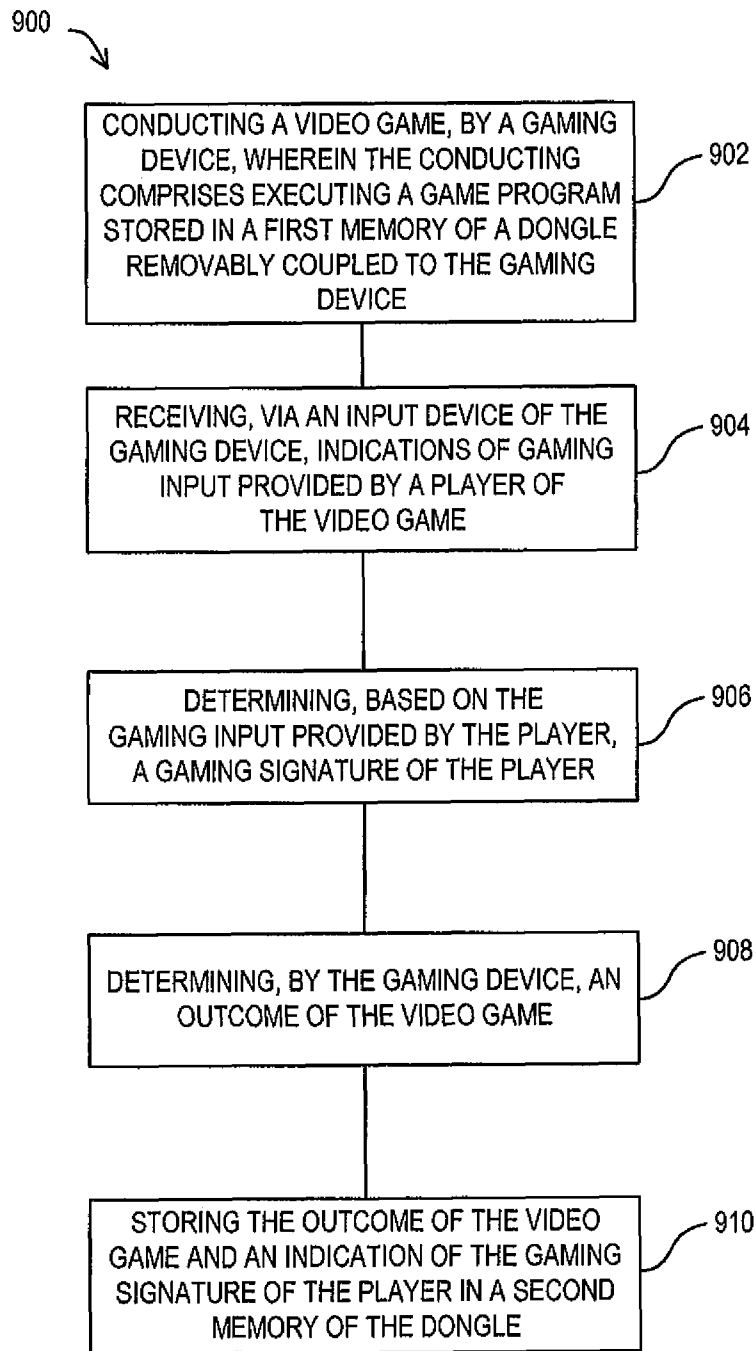 900
CONDUCTING A VIDEO GAME, BY A GAMING
DEVICE, WHEREIN THE CONDUCTING
COMPRISES EXECUTING A GAME PROGRAM
STORED IN A FIRST MEMORY OF A DONGLE
REMOVABLY COUPLED TO THE GAMING
DEVICE
902
RECEIVING, VIA AN INPUT DEVICE OF THE
GAMING DEVICE, INDICATIONS OF GAMING
INPUT PROVIDED BY A PLAYER OF
THE VIDEO GAME
904
DETERMINING, BASED ON THE
GAMING INPUT PROVIDED BY THE PLAYER,
A GAMING SIGNATURE OF THE PLAYER
906
DETERMINING, BY THE GAMING DEVICE, AN
OUTCOME OF THE VIDEO GAME
908
STORING THE OUTCOME OF THE VIDEO
GAME AND AN INDICATION OF THE GAMING
SIGNATURE OF THE PLAYER IN A SECOND
MEMORY OF THE DONGLE
910